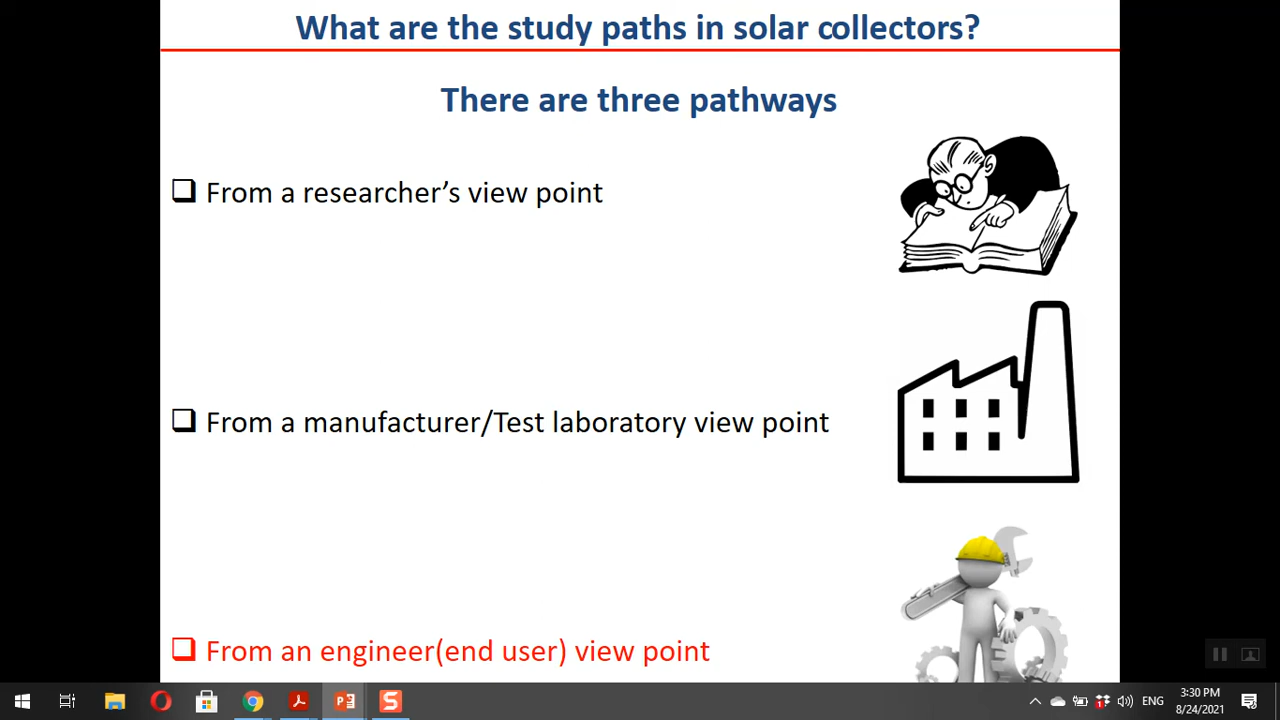 What are the study paths in solar collectors?
There are three pathways
From a researcher’s view point
From a manufacturer/Test laboratory view point
From an engineer(end user) view point
ENG
3:30 PM
8/24/2021